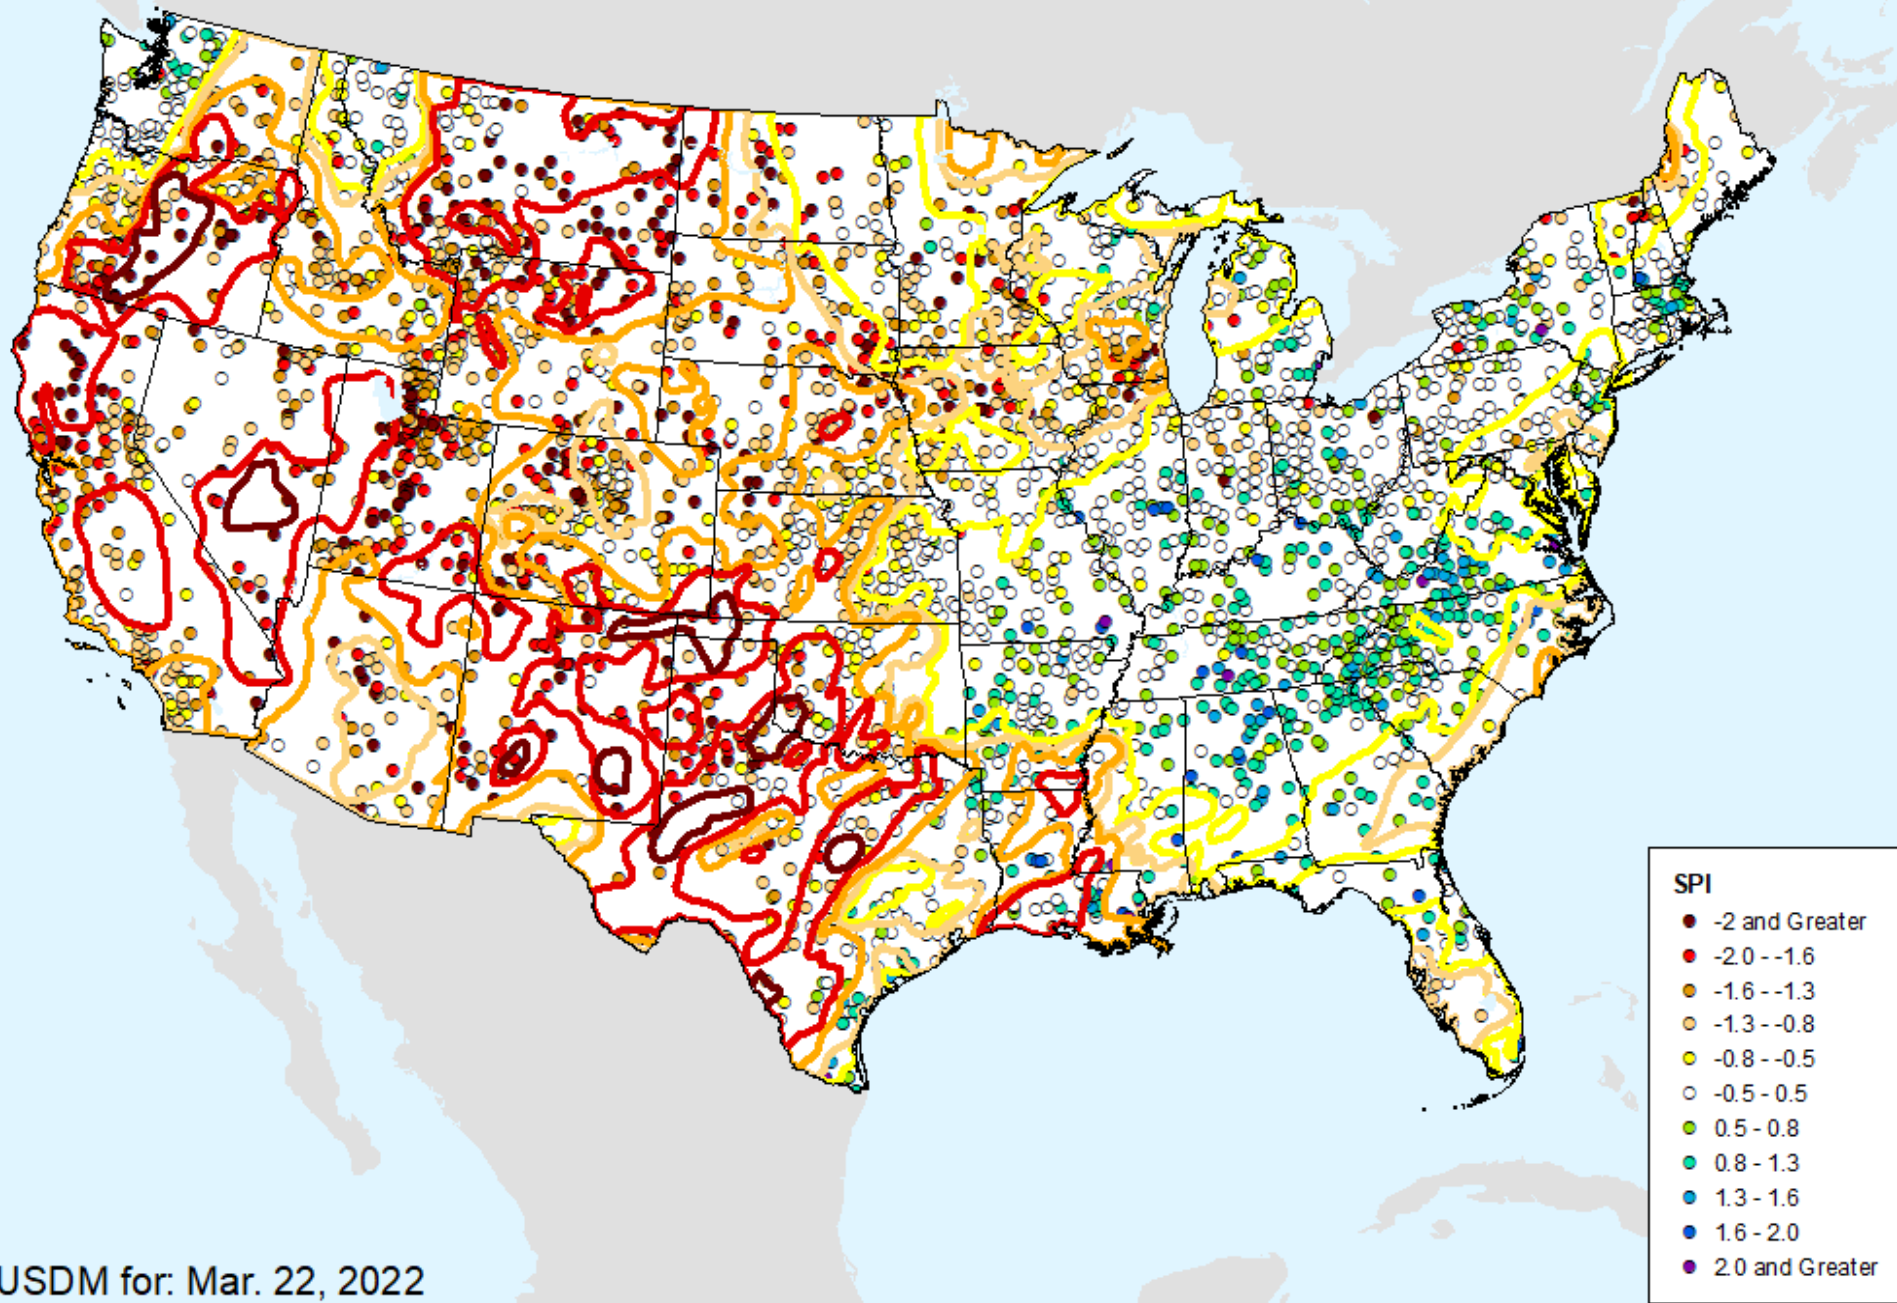 SPI
-2 and Greater
-2.0 - -1.6
-1.6 - -1.3
-1.3 - -0.8
-0.8 - -0.5
-0.5 - 0.5
0.5 - 0.8
0.8 - 1.3
1.3 - 1.6
1.6 - 2.0
2.0 and Greater
USDM for: Mar. 22, 2022